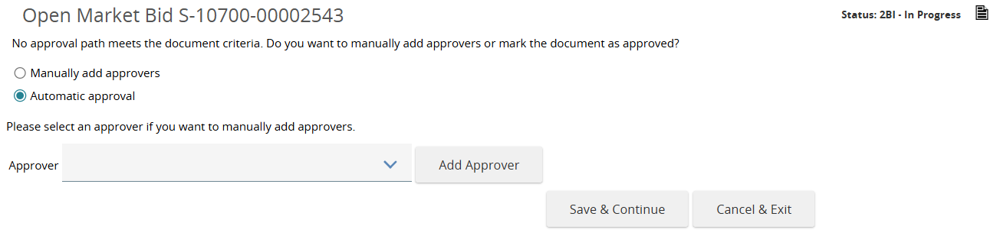 Open Market Bid S-10700-00002543
Status: 2BI - In Progress
No approval path meets the document criteria. Do you want to manually add approvers or mark the document as approved?
Manually add approvers
Automatic approval
Please select an approver if you want to manually add approvers.
Approver
Add Approver
Save & Continue
Cancel & Exit